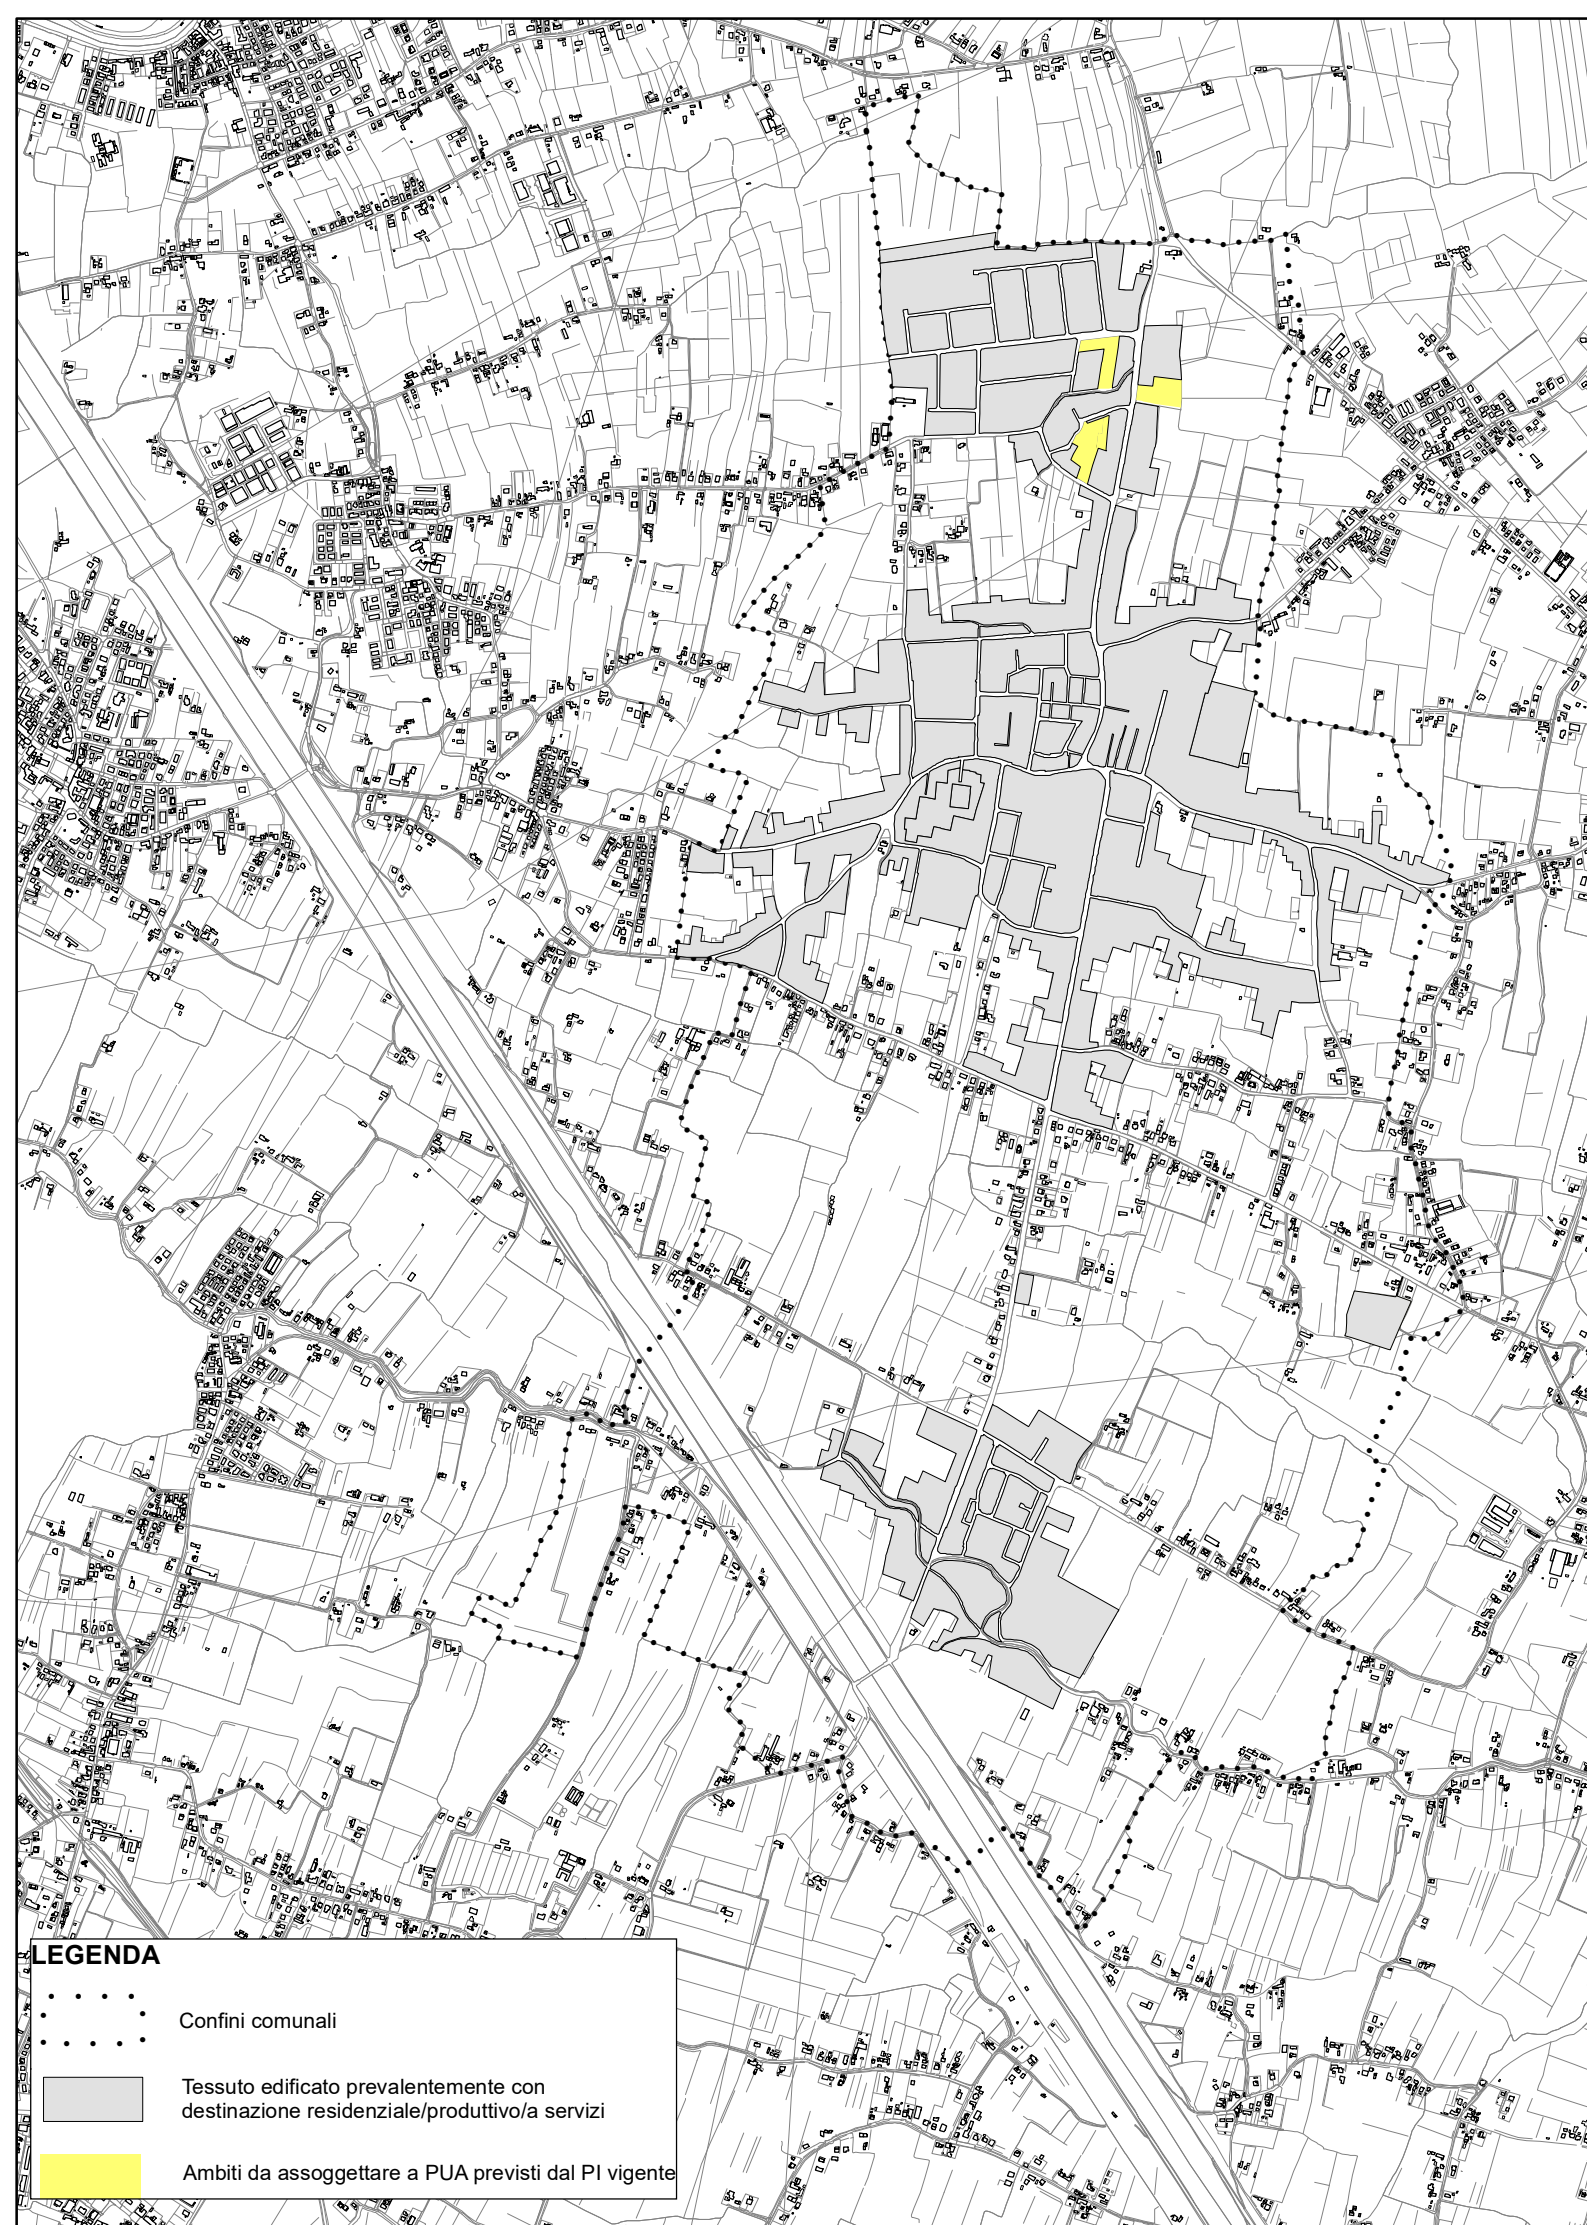 LEGENDA
Confini comunali
Tessuto edificato prevalentemente con
destinazione residenziale/produttivo/a servizi
Ambiti da assoggettare a PUA previsti dal PI vigente